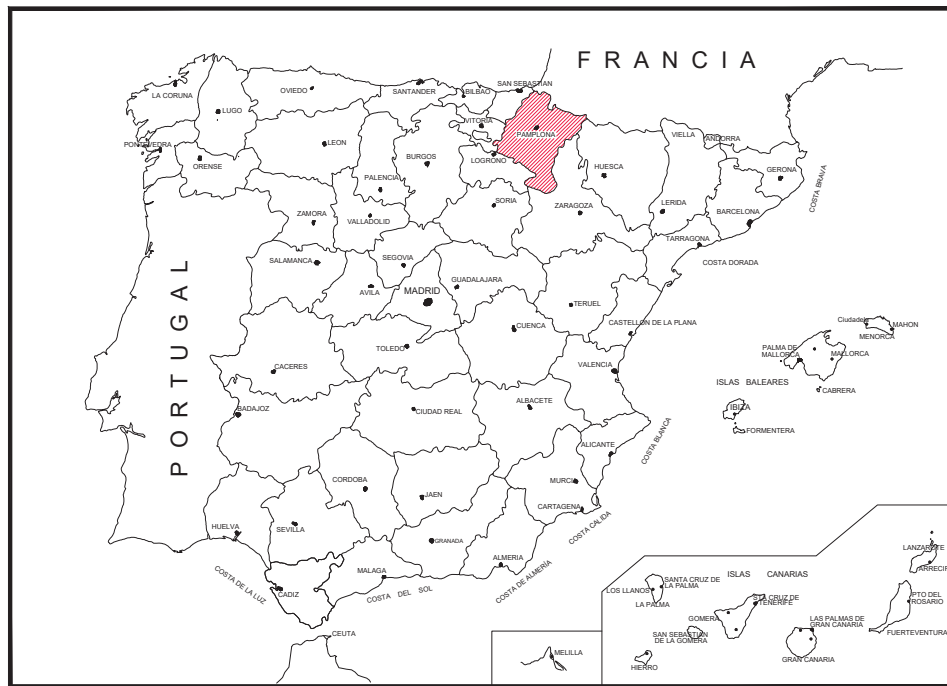 FRANCIA
SAN SEBASTIAN
SANTANDER
BILBAO
OVIEDO
LA CORUNA
LUGO
VITORIA
PAMPLONA
VIELLA
ANDORRA
PONTEVEDRA
LEON
LOGRONO
BURGOS
ORENSE
HUESCA
GERONA
PALENCIA
COSTA BRAVA
SORIA
ZARAGOZA
LERIDA
BARCELONA
ZAMORA
VALLADOLID
TARRAGONA
SALAMANCA
SEGOVIA
COSTA DORADA
PORTUGAL
AVILA
MADRID
GUADALAJARA
TERUEL
CASTELLON DE LA PLANA
Ciudadela
MAHON
MENORCA
CUENCA
TOLEDO
PALMA DE
MALLORCA
MALLORCA
CACERES
VALENCIA
ISLAS BALEARES
CABRERA
BADAJOZ
CIUDAD REAL
ALBACETE
IBIZA
FORMENTERA
ALICANTE
COSTA BLANCA
CORDOBA
MURCIA
JAEN
CARTAGENA
HUELVA
SEVILLA
COSTA CALIDA
GRANADA
ALMERÍA
COSTA DE LA LUZ
CADIZ
MALAGA
COSTA DEL SOL
COSTA DE ALMERÍA
CEUTA
MELILLA
LANZAROTE
ARRECIF
ISLAS CANARIAS
SANTA CRUZ DE
LA PALMA
LOS LLANOS
LA PALMA
STA CRUZ DE
TENERIFE
PTO DEL
ROSARIO
GOMERA
LAS PALMAS DE
GRAN CANARIA
FUERTEVENTURA
SAN SEBASTIAN
DE LA GOMERA
HIERRO
GRAN CANARIA